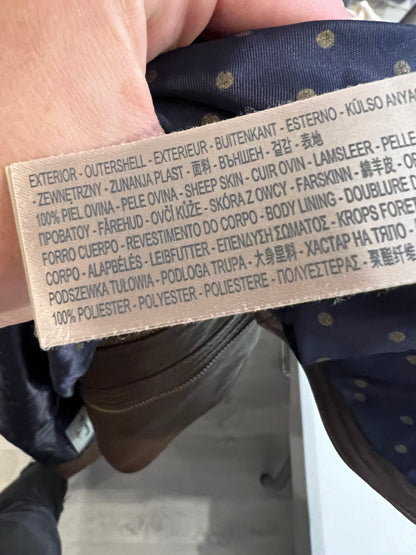 EXTERIOR - OUTERSHELL - EXTERIEUR - BUITENKANT - ESTERNO - KÜLSO ANYAG
- ZEWNĘTRZNY - ZUNANJA PLAST - 面料 - ВЪНШЕН - 겉감 - 表地
100% PIEL OVINA - PELE OVINA - SHEEP SKIN - CUIR OVIN - LAMSLEER - PELLE
ПРОВАТΟΥ - FÅREHUD - OVČÍ KŮŽE - SKÓRA Z OWCY - FARSKINN - 綿羊皮
FORRO CUERPO - REVESTIMENTO DO CORPO - BODY LINING - DOUBLURE D
CORPO - ALAPBÉLÉS - LEIBFUTTER - ΕΠΕΝΔΥΣΗ ΣΩΜΑΤΟΣ - KROPS FORET
PODSZEWKA TUŁOWIA - PODLOGA TRUPA - 大身里料 - ХАСТАР НА ТЯЛО
100% POLIESTER - POLYESTER - POLIESTERE - ΠΟΛΥΕΣΤΕΡΑΣ - 聚酯纤